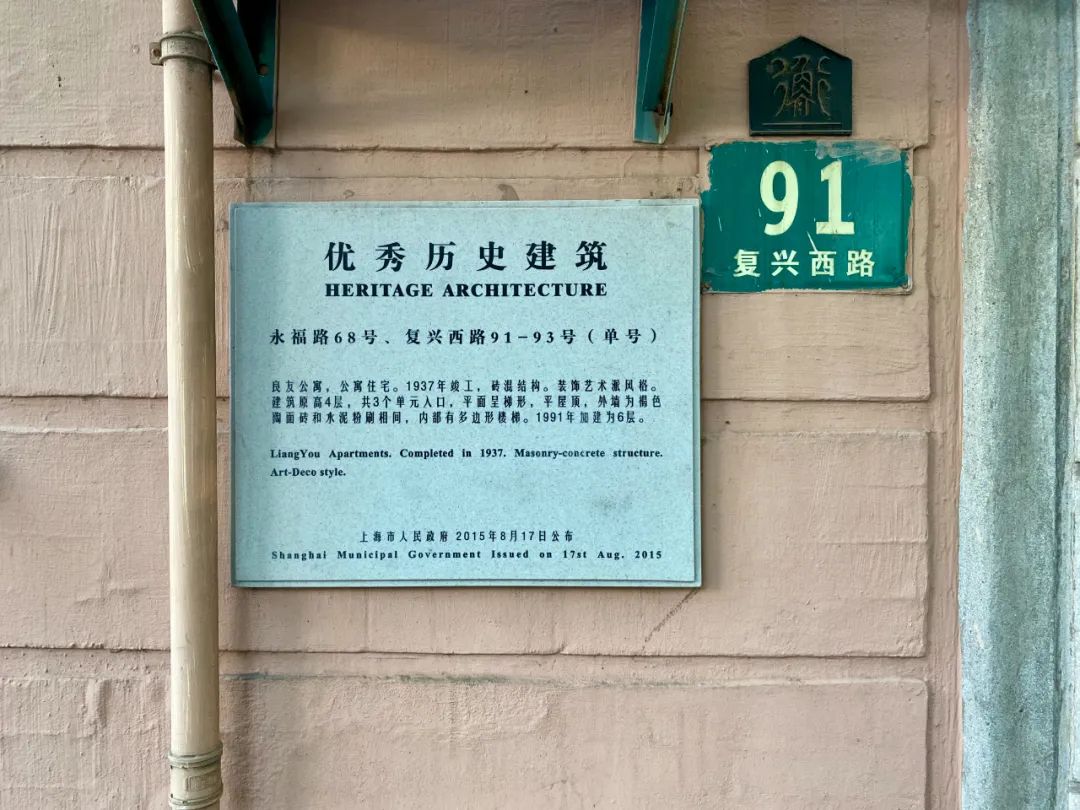 优秀历史建筑
HERITAGE ARCHITECTURE
永福路68号、复兴西路91-93号（单号）
良友公寓，公寓住宅。1937年竣工，砖混结构。装饰艺术派风格。
建筑原高4层，共3个单元入口，平面呈梯形，平屋顶，外墙为褐色
陶面砖和水泥粉刷相间，内部有多边形楼梯。1991年加建为6层。
LiangYou Apartments. Completed in 1937. Masonry-concrete structure.
Art-Deco style.
上海市人民政府 2015年8月17日公布
Shanghai Municipal Government Issued on 17st Aug. 2015
91
复兴西路